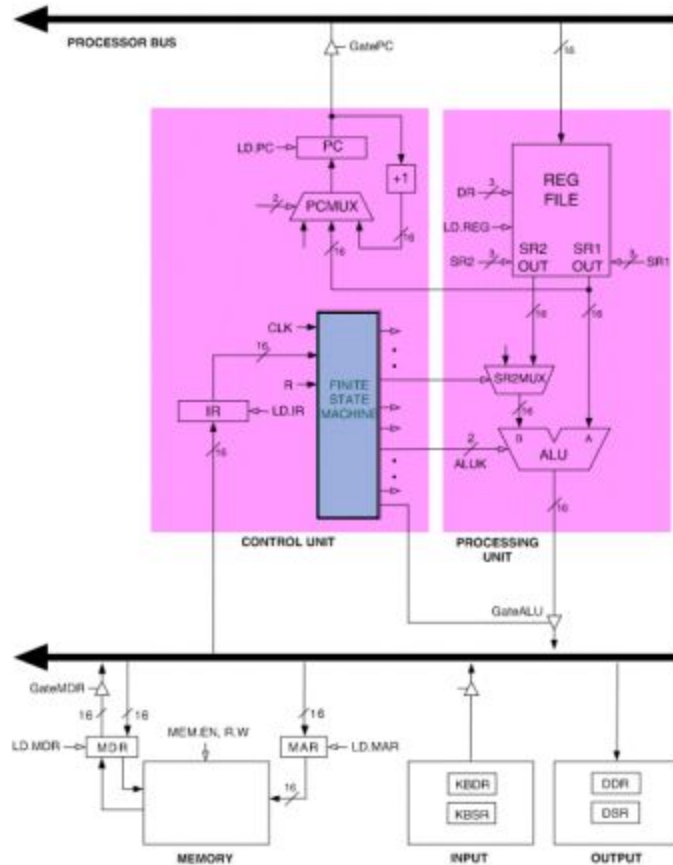 PROCESSOR BUS
GatePC
16
LD.PC
PC
+1
2
PCMUX
16
16
DR
3
REG
FILE
LD.REG
SR2
OUT
SR1
OUT
SR2
3
3
SR1
16
16
CLK
16
R
FINITE
STATE
MACHINE
SR2MUX
16
IR
LD.IR
16
B
A
ALU
2
ALUK
16
CONTROL UNIT
PROCESSING
UNIT
GateALU
GateMDR
16
16
16
MEM.EN, R.W
LD.MDR
MDR
MAR
LD.MAR
16
KBDR
KBSR
DDR
DSR
MEMORY
INPUT
OUTPUT